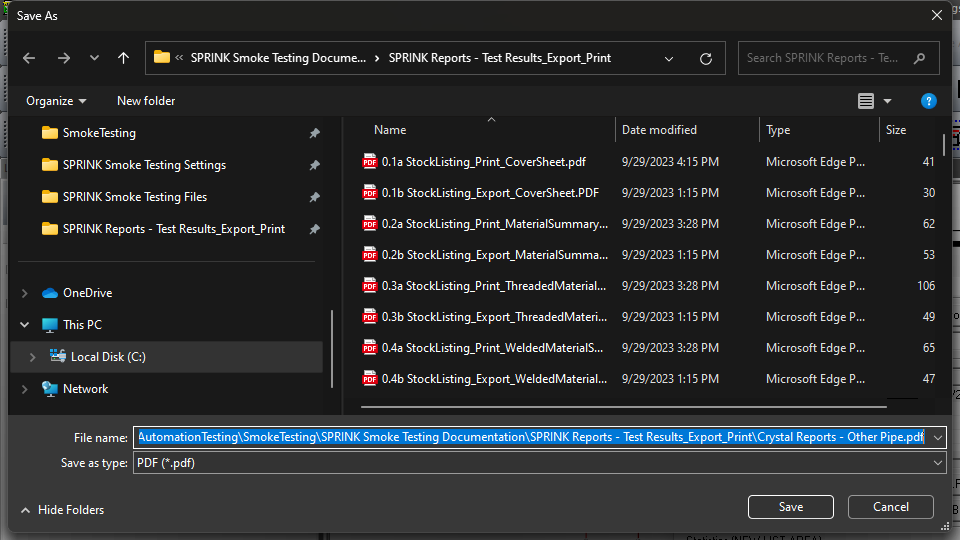 Save As
SPRINK Smoke Testing Docume... > SPRINK Reports - Test Results_Export_Print
Search SPRINK Reports - Te...
Organize
New folder
SmokeTesting
SPRINK Smoke Testing Settings
SPRINK Smoke Testing Files
SPRINK Reports - Test Results_Export_Print
OneDrive
This PC
Local Disk (C:)
Network
Name Date modified Type Size
0.1a StockListing_Print_CoverSheet.pdf 9/29/2023 4:15 PM Microsoft Edge P... 41
0.1b StockListing_Export_CoverSheet.PDF 9/29/2023 1:15 PM Microsoft Edge P... 30
0.2a StockListing_Print_MaterialSummary... 9/29/2023 3:28 PM Microsoft Edge P... 62
0.2b StockListing_Export_MaterialSumma... 9/29/2023 1:15 PM Microsoft Edge P... 53
0.3a StockListing_Print_ThreadedMaterial... 9/29/2023 3:28 PM Microsoft Edge P... 106
0.3b StockListing_Export_ThreadedMateri... 9/29/2023 1:15 PM Microsoft Edge P... 49
0.4a StockListing_Print_WeldedMaterialS... 9/29/2023 3:28 PM Microsoft Edge P... 65
0.4b StockListing_Export_WeldedMaterial... 9/29/2023 1:15 PM Microsoft Edge P... 47
File name: AutomationTesting\SmokeTesting\SPRINK Smoke Testing Documentation\SPRINK Reports - Test Results_Export_Print\Crystal Reports - Other Pipe.pdf
Save as type: PDF (*.pdf)
Hide Folders
Save
Cancel